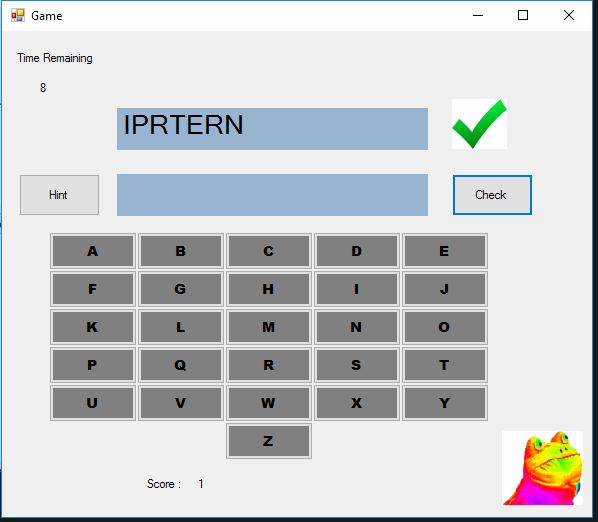 Game
Time Remaining
8
IPRTERN
Hint
Check
A B C D E
F G H I J
K L M N O
P Q R S T
U V W X Y
Z
Score : 1